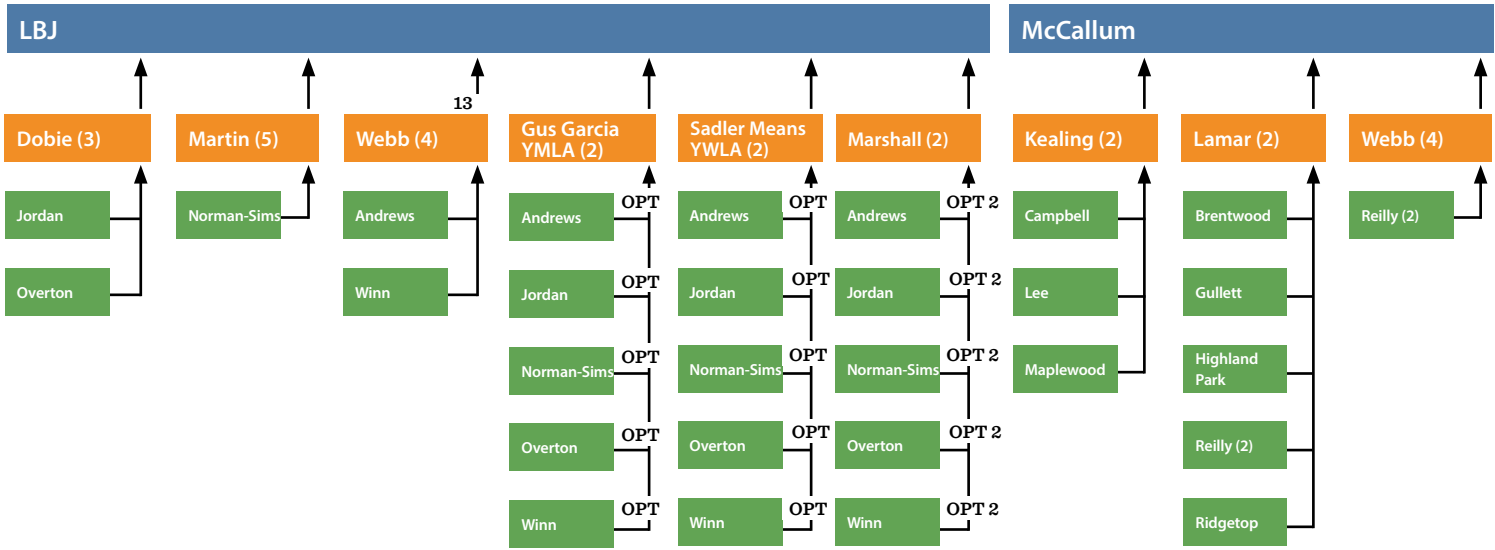 LBJ
McCallum
13
Dobie (3)
Martin (5)
Webb (4)
Gus Garcia
YMLA (2)
Sadler Means
YWLA (2)
Marshall (2)
Kealing (2)
Lamar (2)
Webb (4)
Jordan
Overton
Norman-Sims
Andrews
Winn
OPT
Andrews
OPT
Jordan
OPT
Norman-Sims
OPT
Overton
OPT
Winn
OPT
Andrews
OPT
Jordan
OPT
Norman-Sims
OPT
Overton
OPT
Winn
OPT 2
Andrews
OPT 2
Jordan
OPT 2
Norman-Sims
OPT 2
Overton
OPT 2
Winn
Campbell
Lee
Maplewood
Brentwood
Gullett
Highland
Park
Reilly (2)
Ridgetop
Reilly (2)